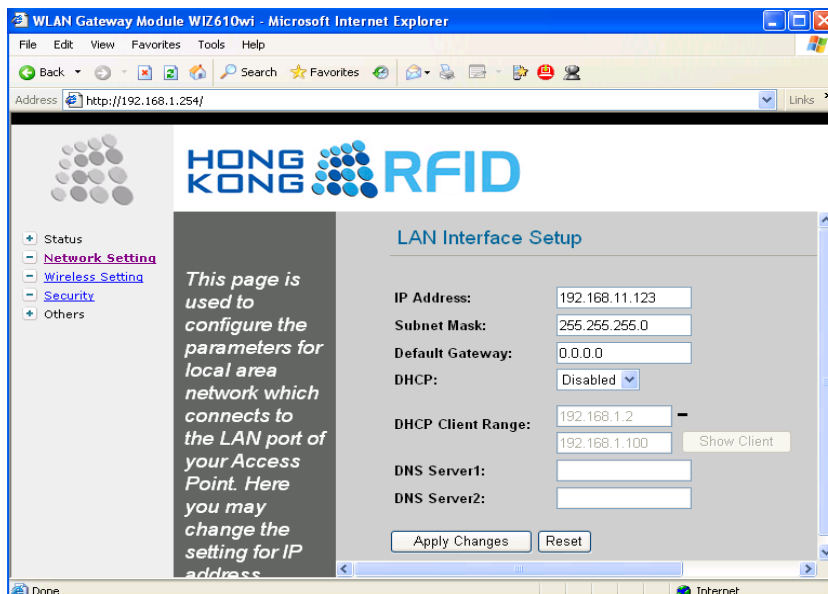 WLAN Gateway Module WIZ610wi - Microsoft Internet Explorer
File Edit View Favorites Tools Help
Back Search Favorites
Address http://192.168.1.254/ Links
HONG KONG RFID
Status
Network Setting
Wireless Setting
Security
Others
This page is
used to
configure the
parameters for
local area
network which
connects to
the LAN port of
your Access
Point. Here
you may
change the
setting for IP
address
LAN Interface Setup
IP Address: 192.168.11.123
Subnet Mask: 255.255.255.0
Default Gateway: 0.0.0.0
DHCP: Disabled
DHCP Client Range: 192.168.1.2 –
192.168.1.100 Show Client
DNS Server1:
DNS Server2:
Apply Changes Reset
Done Internet